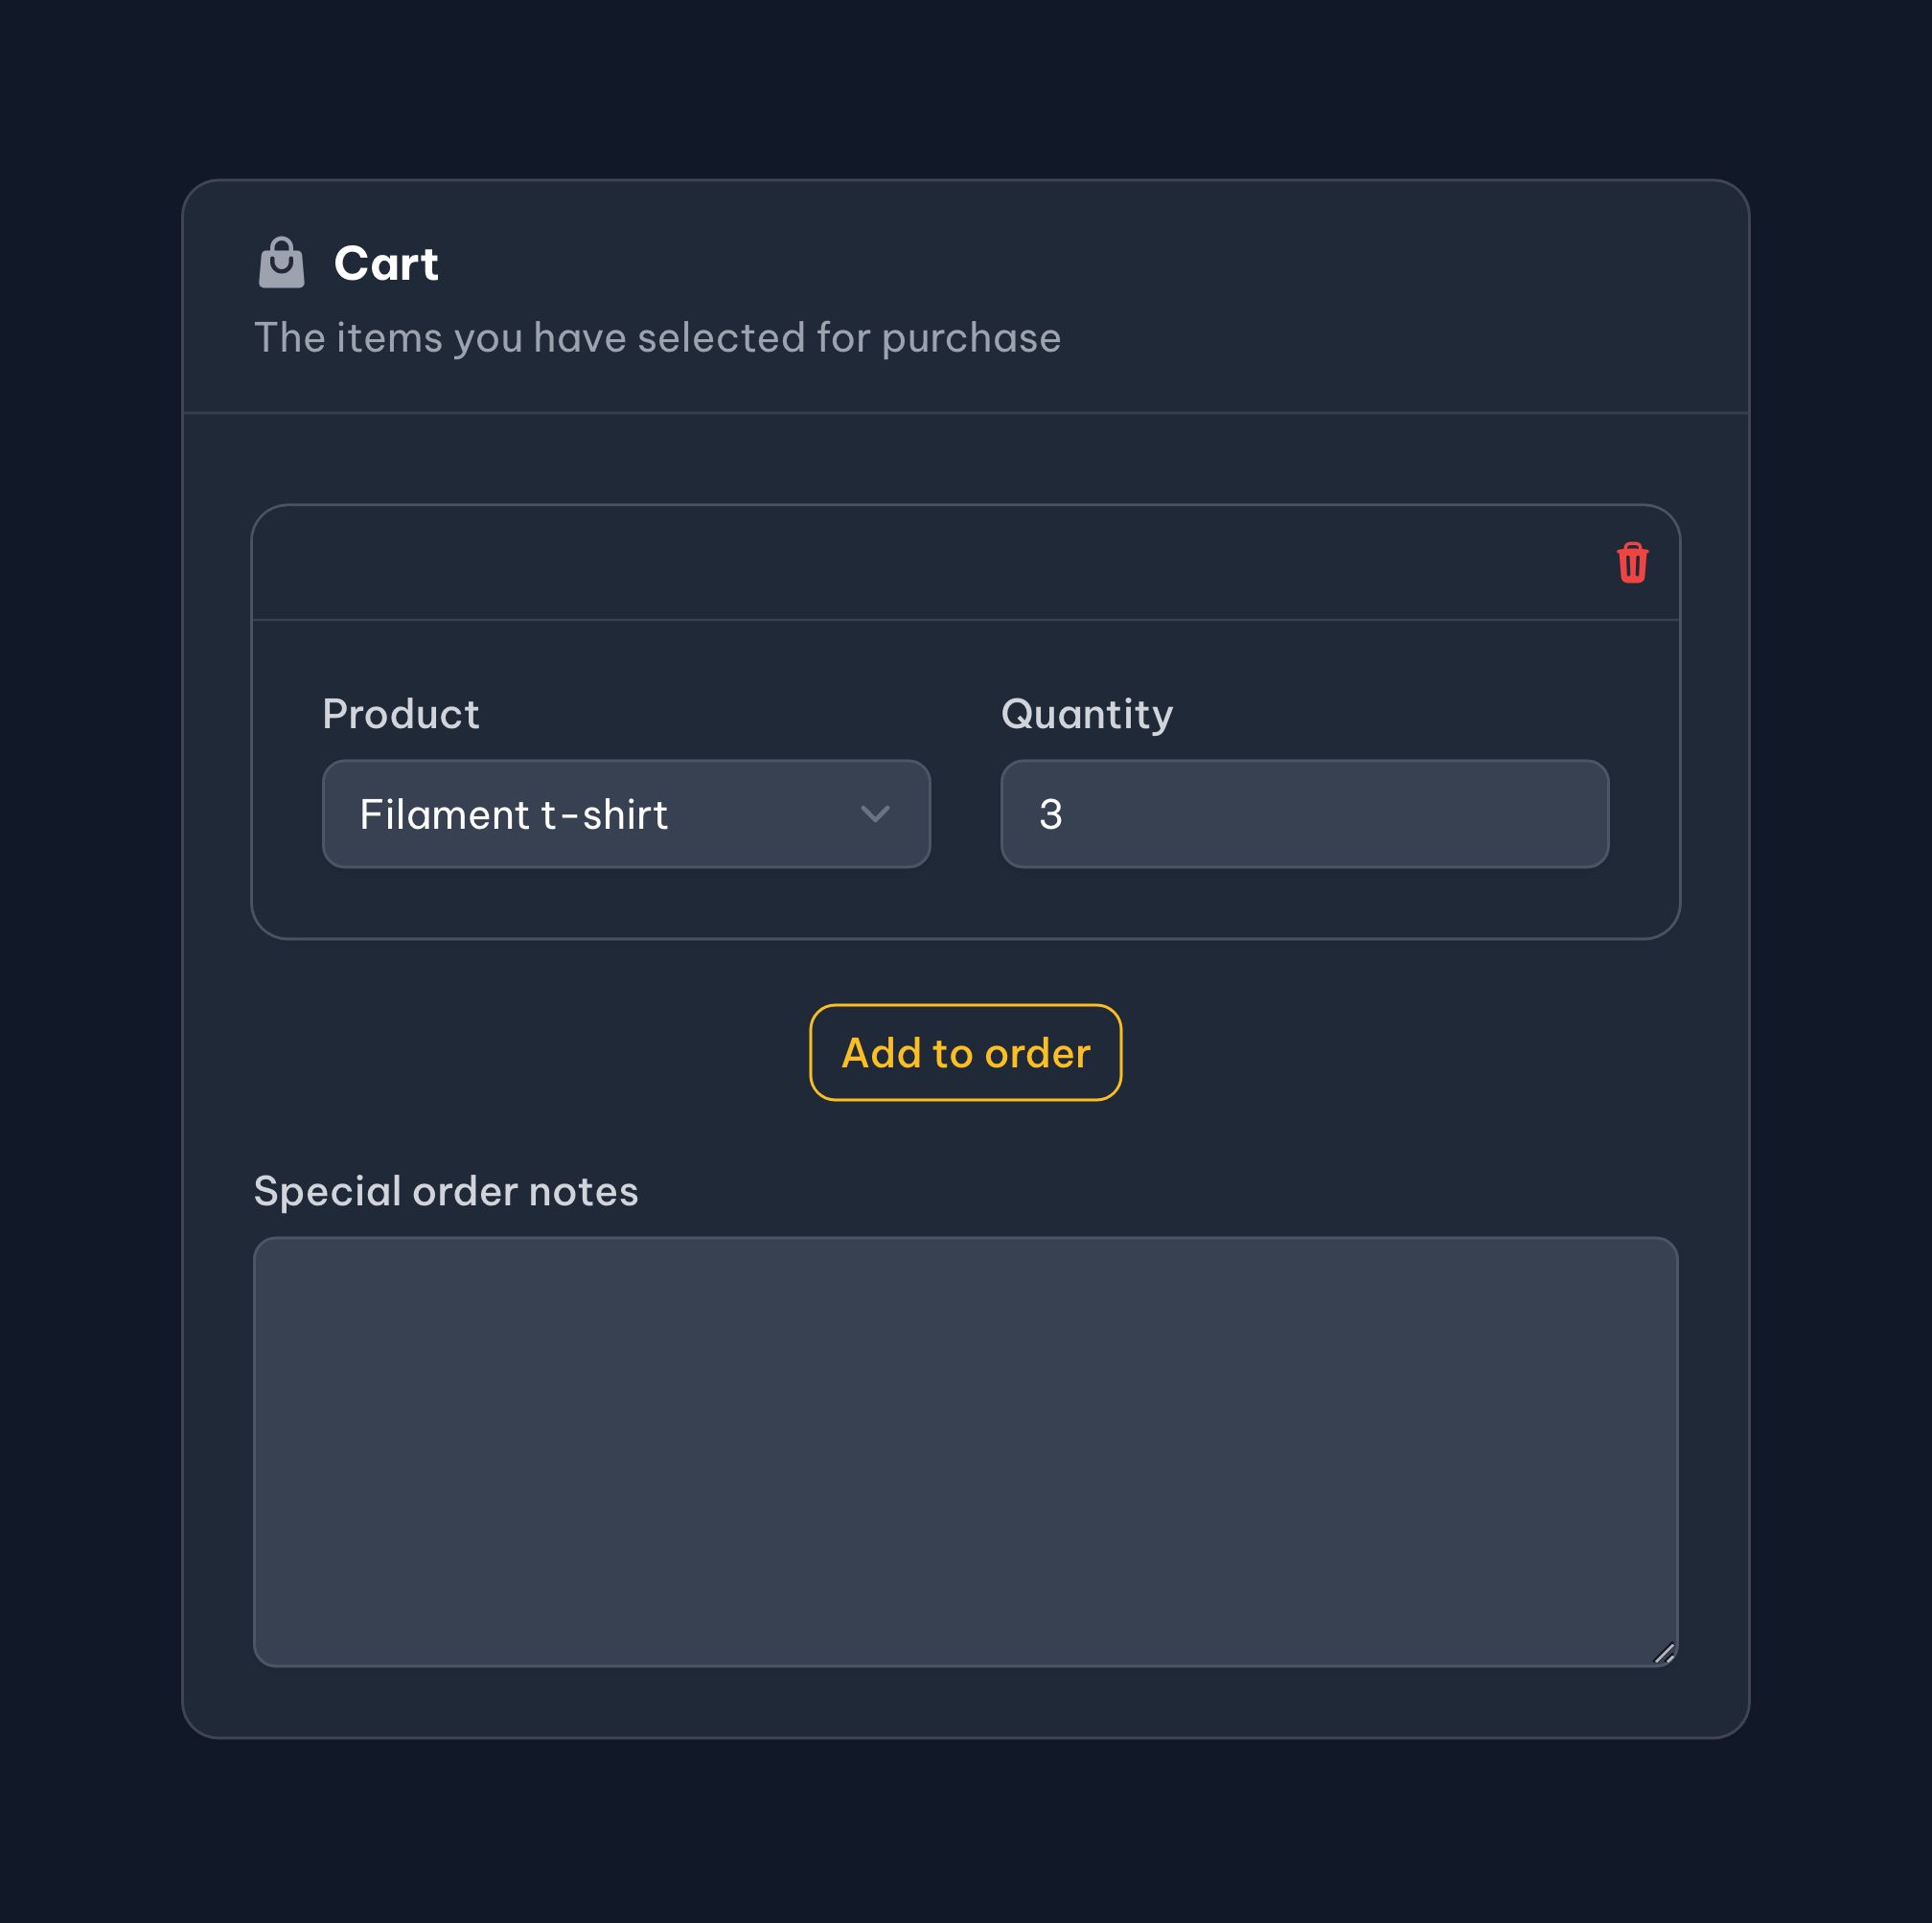 Cart
The items you have selected for purchase
Product
Quantity
Filament t-shirt
3
Add to order
Special order notes